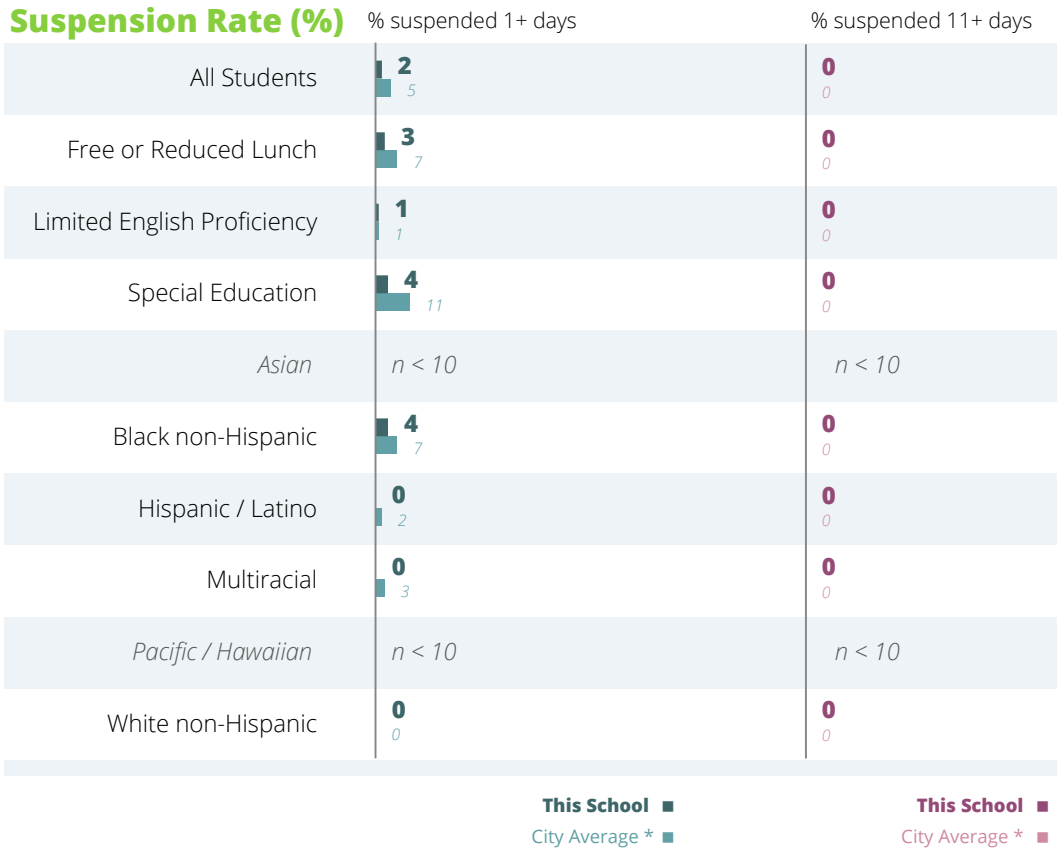 Suspension Rate (%) % suspended 1+ days % suspended 11+ days
All Students 2 0
5 0
Free or Reduced Lunch 3 0
7 0
Limited English Proficiency 1 0
1 0
Special Education 4 0
11 0
Asian n < 10 n < 10
Black non-Hispanic 4 0
7 0
Hispanic / Latino 0 0
2 0
Multiracial 0 0
3 0
Pacific / Hawaiian n < 10 n < 10
White non-Hispanic 0 0
0 0
This School This School
City Average * City Average *